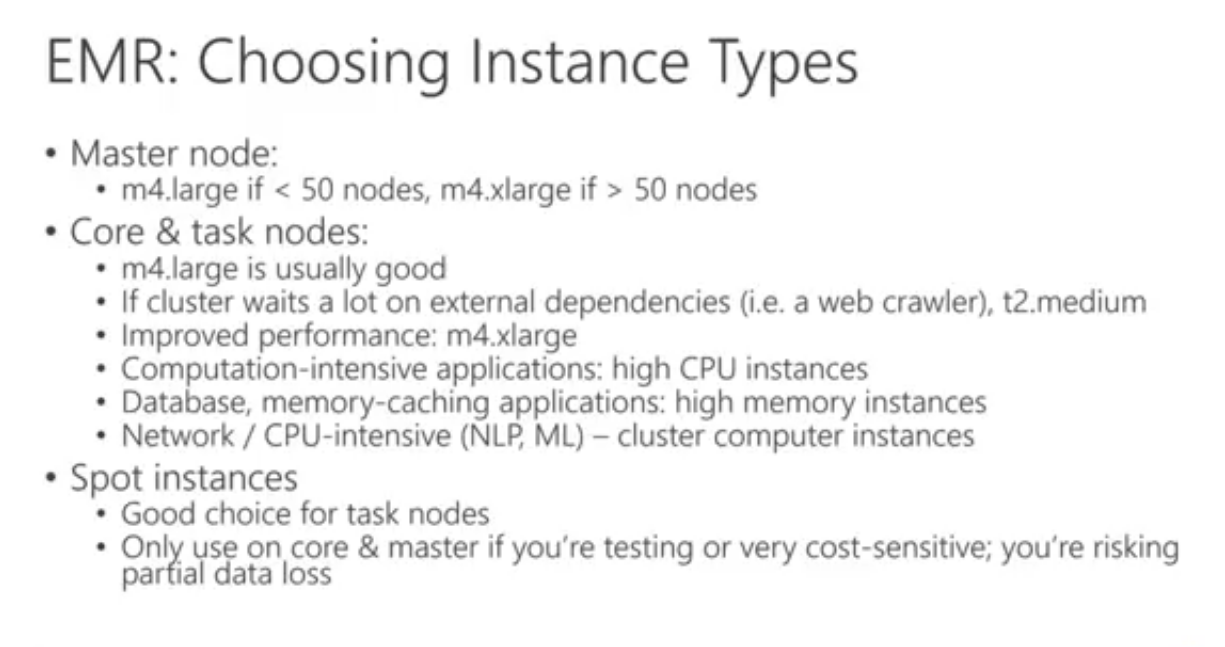 EMR: Choosing Instance Types
• Master node:
• m4.large if < 50 nodes, m4.xlarge if > 50 nodes
• Core & task nodes:
• m4.large is usually good
• If cluster waits a lot on external dependencies (i.e. a web crawler), t2.medium
• Improved performance: m4.xlarge
• Computation-intensive applications: high CPU instances
• Database, memory-caching applications: high memory instances
• Network / CPU-intensive (NLP, ML) – cluster computer instances
• Spot instances
• Good choice for task nodes
• Only use on core & master if you're testing or very cost-sensitive; you're risking
partial data loss